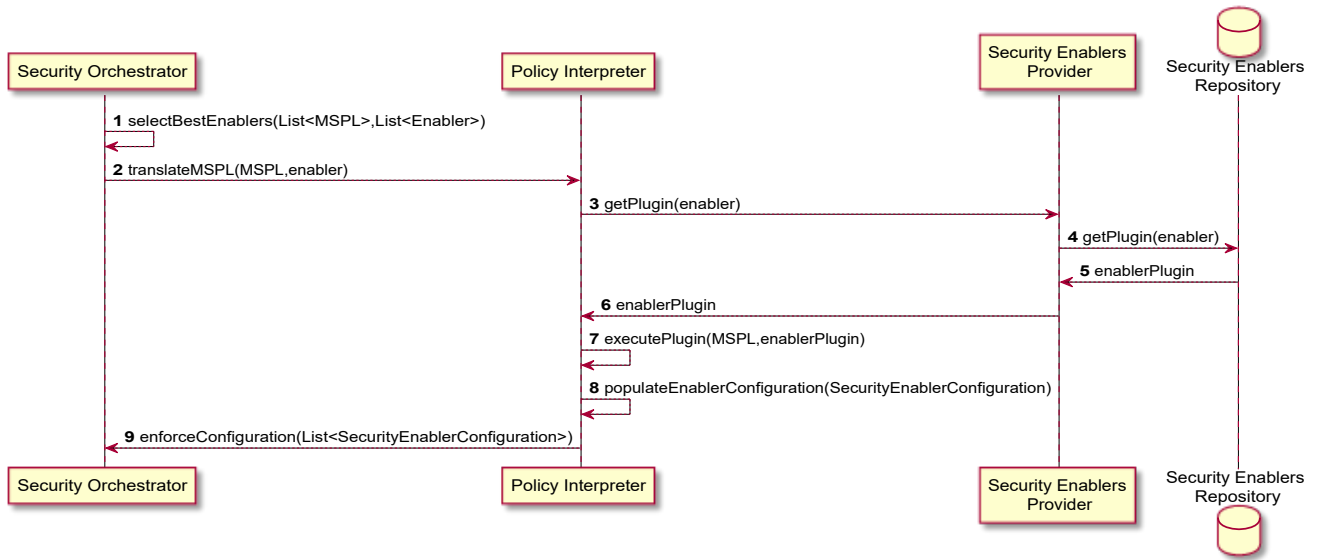 Security Orchestrator
Policy Interpreter
Security Enablers
Provider
Security Enablers
Repository
1 selectBestEnablers(List<MSPL>,List<Enabler>)
2 translateMSPL(MSPL,enabler)
3 getPlugin(enabler)
4 getPlugin(enabler)
5 enablerPlugin
6 enablerPlugin
7 executePlugin(MSPL,enablerPlugin)
8 populateEnablerConfiguration(SecurityEnablerConfiguration)
9 enforceConfiguration(List<SecurityEnablerConfiguration>)
Security Orchestrator
Policy Interpreter
Security Enablers
Provider
Security Enablers
Repository